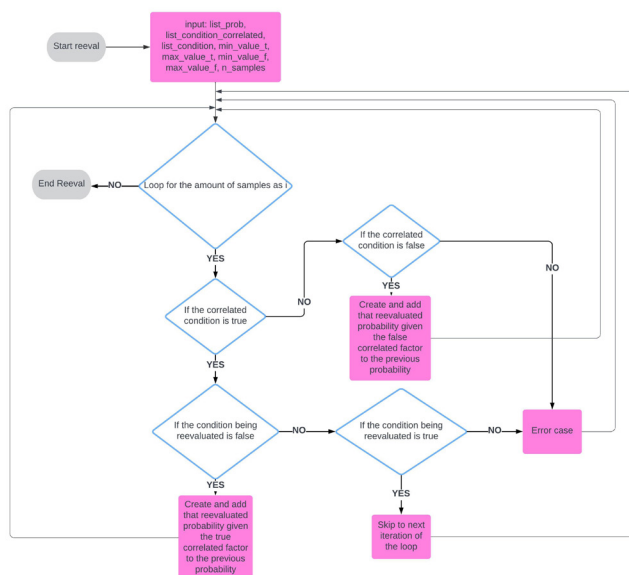 input: list_prob,
list_condition_correlated,
list_condition, min_value_t,
max_value_t, min_value_f,
max_value_f, n_samples
Start reeval
Loop for the amount of samples as i
NO
End Reeval
YES
If the correlated
condition is false
If the correlated
condition is true
NO
YES
NO
Create and add
that reevaluated
probability given
the false
correlated factor
to the previous
probability
YES
If the condition being
reevaluated is false
NO
If the condition being
reevaluated is true
NO
Error case
YES
YES
Create and add
that reevaluated
probability given
the true
correlated factor
to the previous
probability
Skip to next
iteration of
the loop